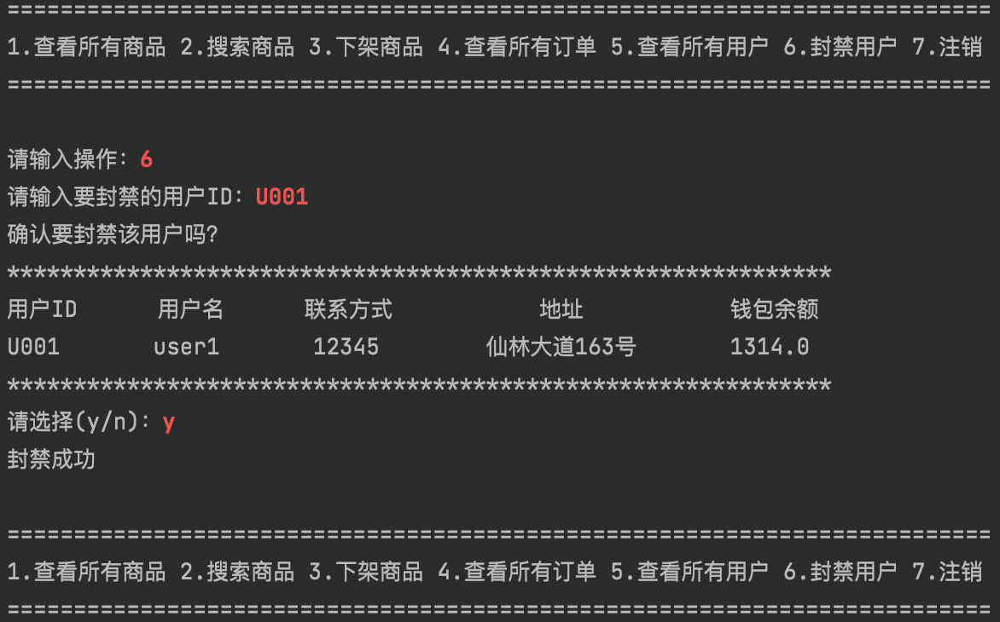 ==========================================================================
1.查看所有商品 2.搜索商品 3.下架商品 4.查看所有订单 5.查看所有用户 6.封禁用户 7.注销
==========================================================================
请输入操作：6
请输入要封禁的用户ID：U001
确认要封禁该用户吗？
**************************************************************
用户ID 用户名 联系方式 地址 钱包余额
U001 user1 12345 仙林大道163号 1314.0
**************************************************************
请选择(y/n)：y
封禁成功
==========================================================================
1.查看所有商品 2.搜索商品 3.下架商品 4.查看所有订单 5.查看所有用户 6.封禁用户 7.注销
==========================================================================